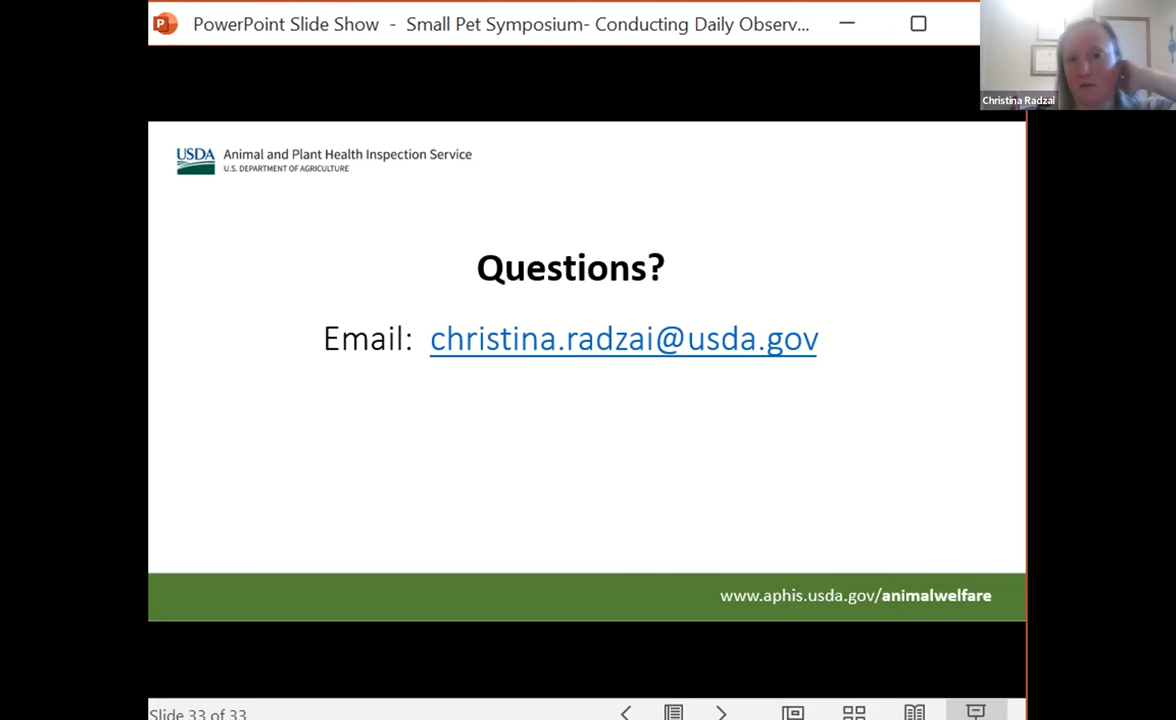 PowerPoint Slide Show - Small Pet Symposium- Conducting Daily Observ...
Christina Radzai
USDA Animal and Plant Health Inspection Service
U.S. DEPARTMENT OF AGRICULTURE
Questions?
Email: christina.radzai@usda.gov
www.aphis.usda.gov/animalwelfare
Slide 33 of 33